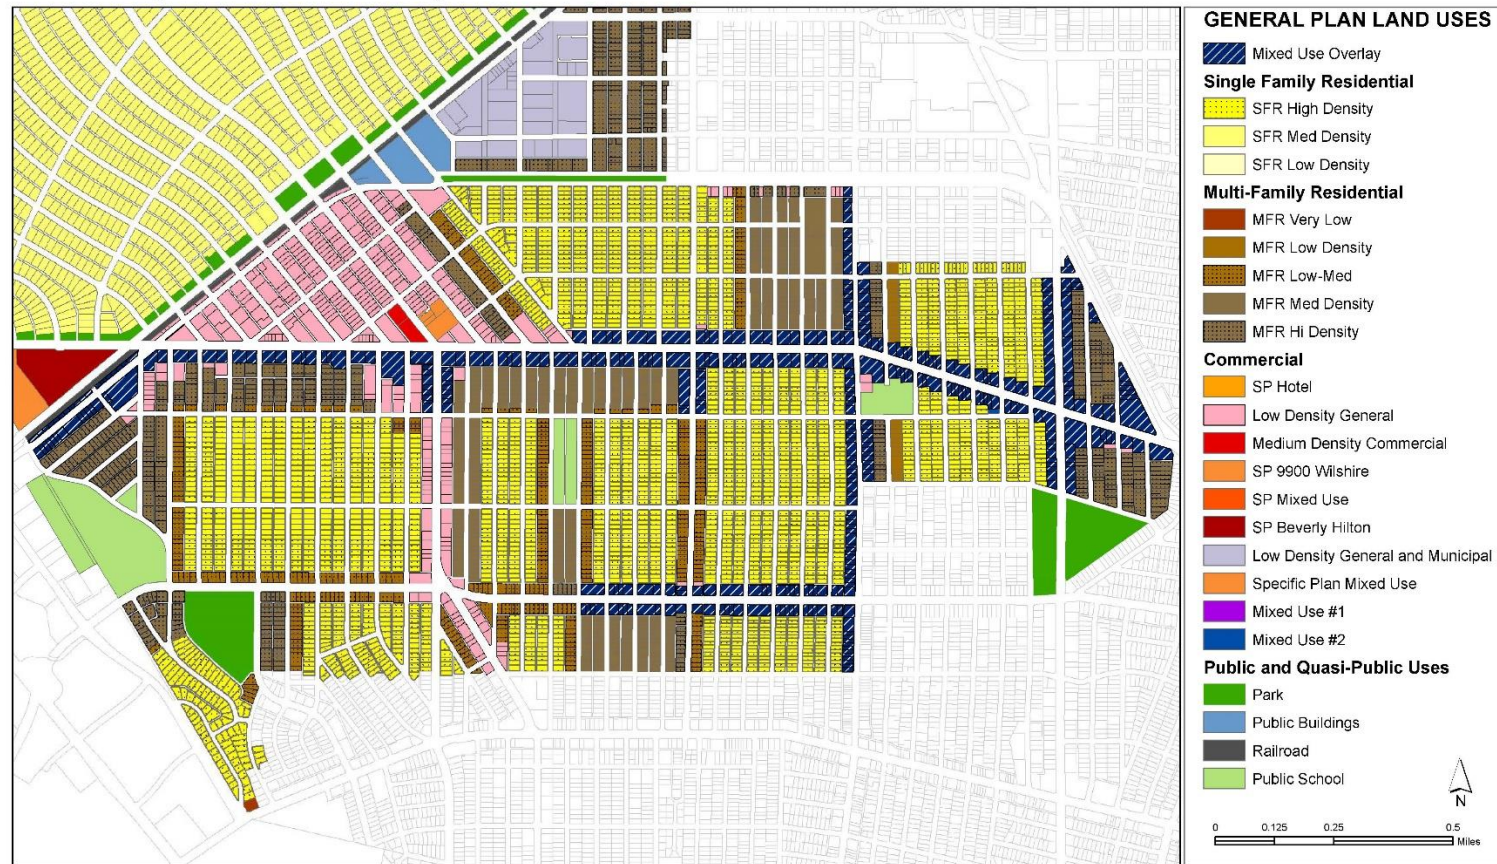 GENERAL PLAN LAND USES
Mixed Use Overlay
Single Family Residential
SFR High Density
SFR Med Density
SFR Low Density
Multi-Family Residential
MFR Very Low
MFR Low Density
MFR Low-Med
MFR Med Density
MFR Hi Density
Commercial
SP Hotel
Low Density General
Medium Density Commercial
SP 9900 Wilshire
SP Mixed Use
SP Beverly Hilton
Low Density General and Municipal
Specific Plan Mixed Use
Mixed Use #1
Mixed Use #2
Public and Quasi-Public Uses
Park
Public Buildings
Railroad
Public School
N
0 0.125 0.25 0.5
Miles